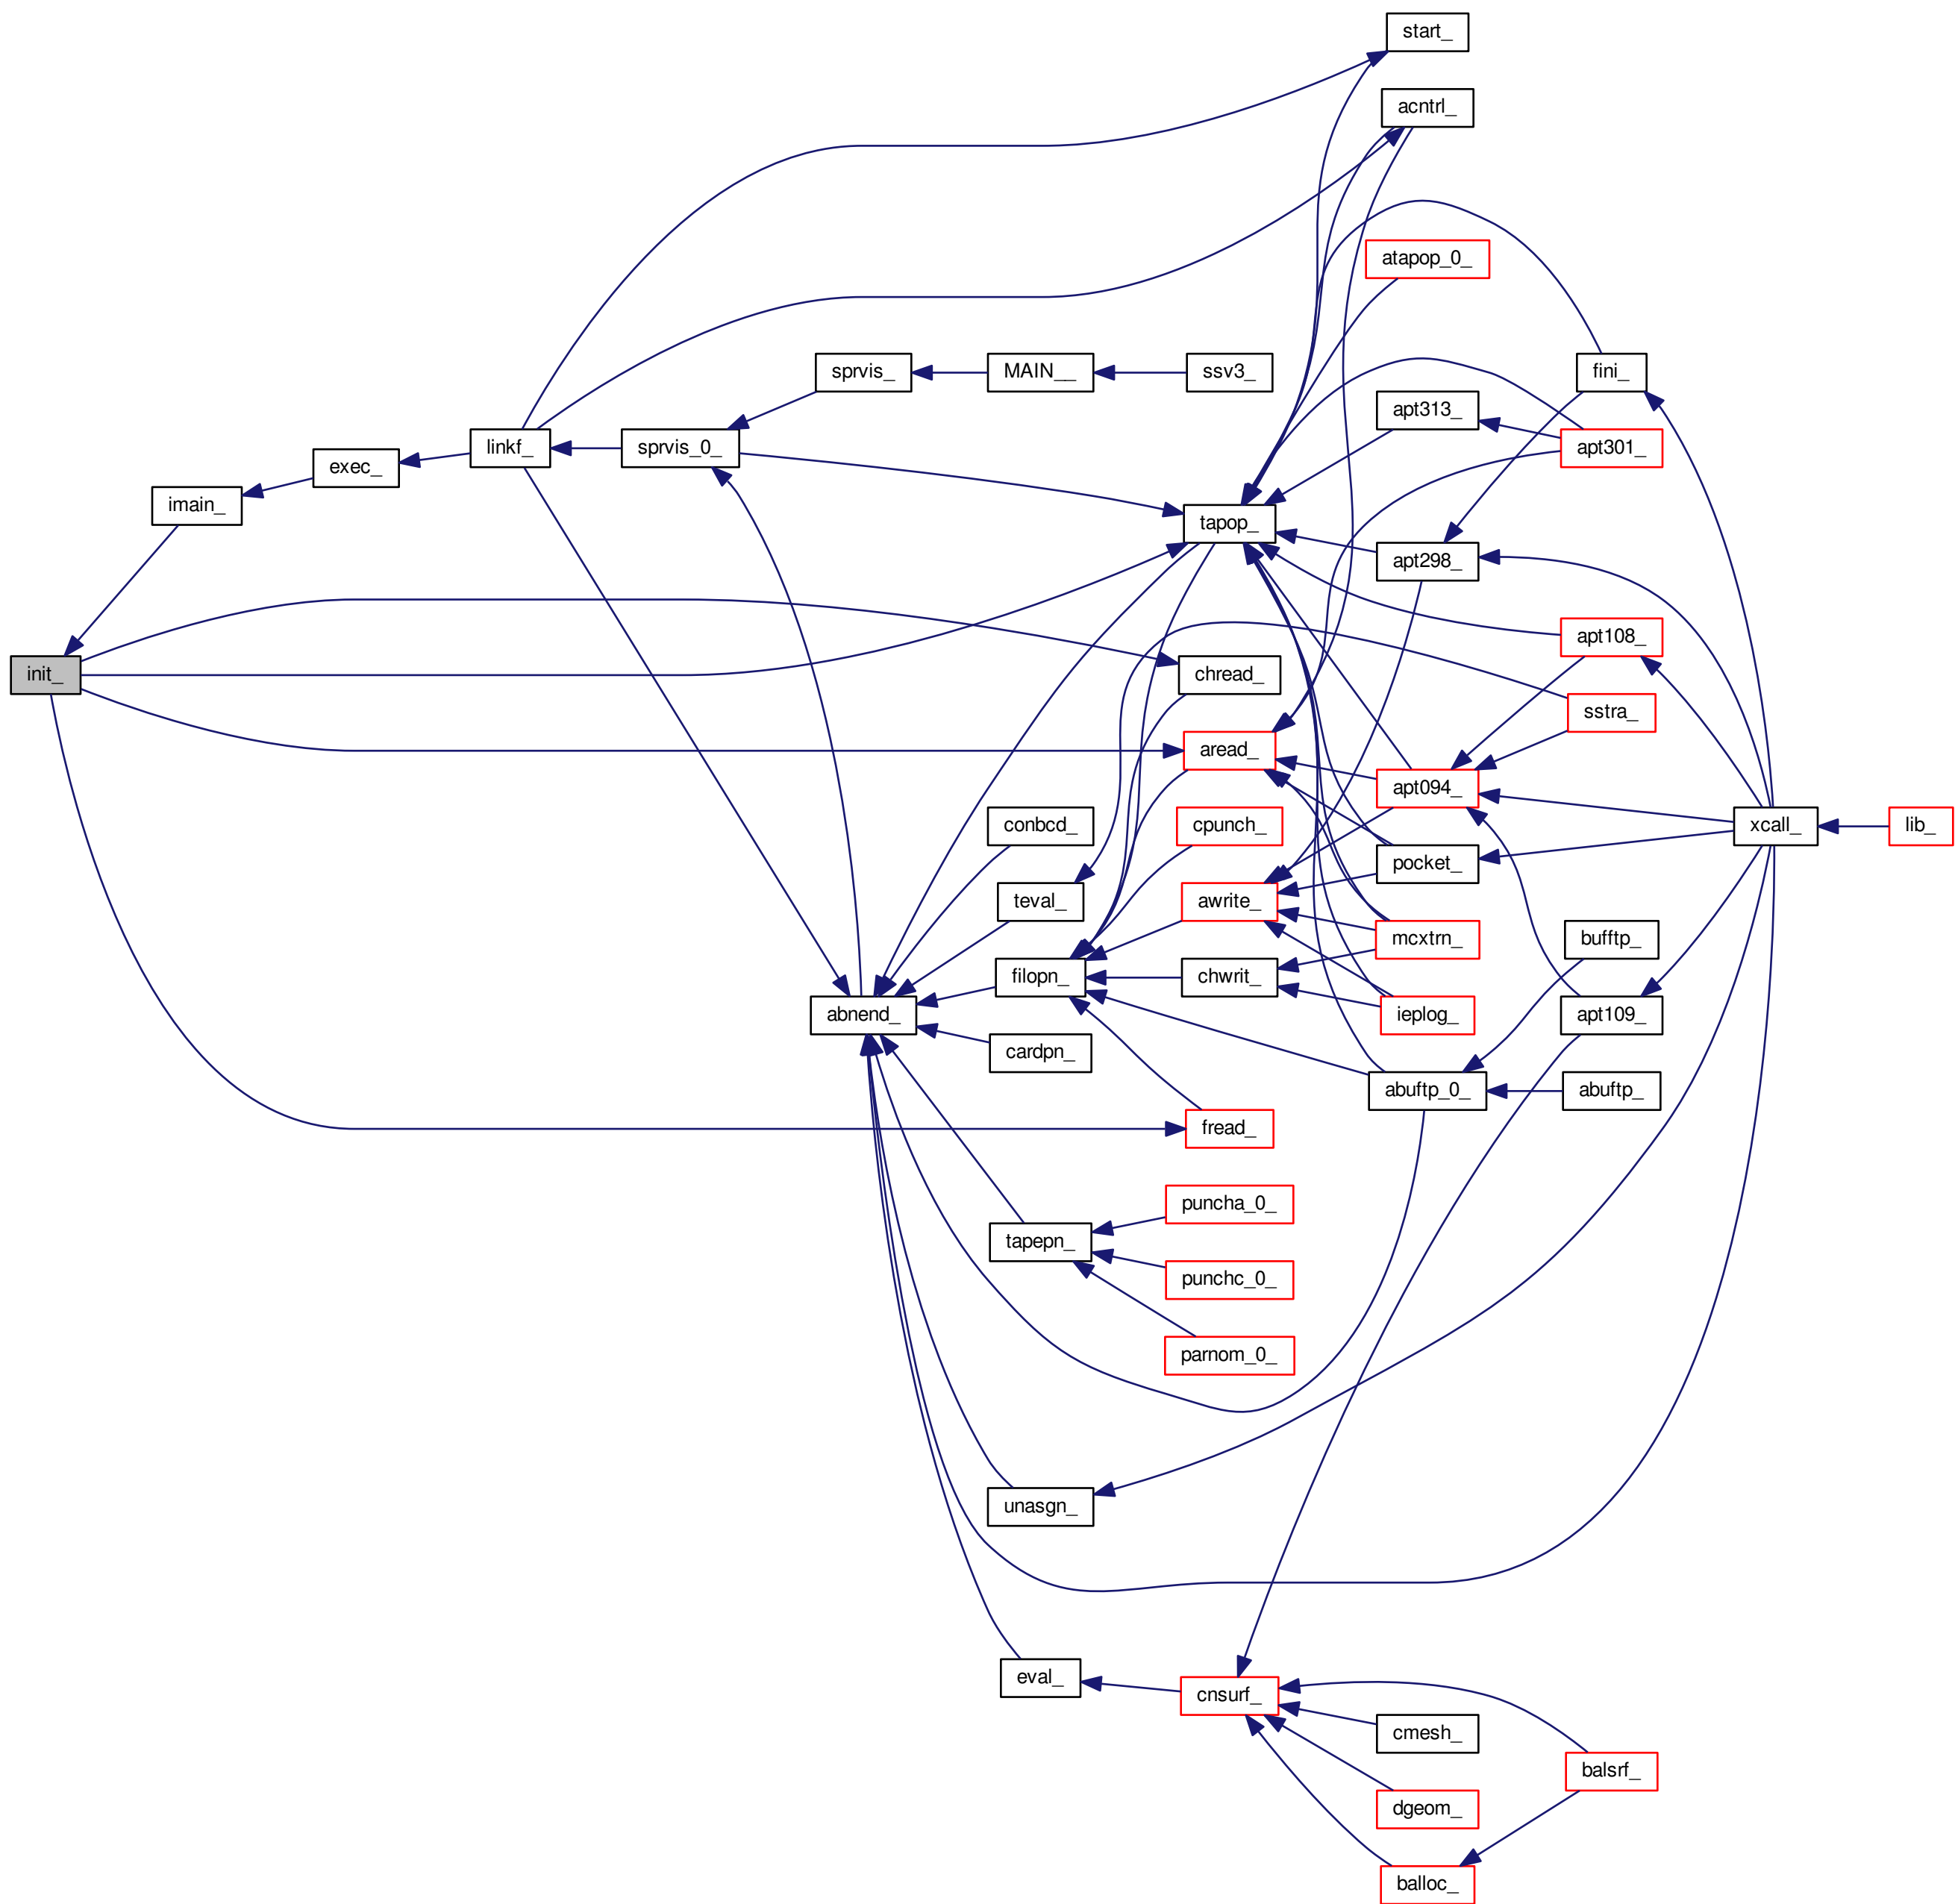 start_
acntrl_
atapop_0_
sprvis_
MAIN__
ssv3_
fini_
apt313_
linkf_
sprvis_0_
apt301_
exec_
imain_
tapop_
apt298_
apt108_
init_
chread_
sstra_
aread_
apt094_
conbcd_
cpunch_
xcall_
lib_
pocket_
teval_
awrite_
mcxtrn_
bufftp_
filopn_
chwrit_
abnend_
ieplog_
apt109_
cardpn_
abuftp_0_
abuftp_
fread_
puncha_0_
tapepn_
punchc_0_
parnom_0_
unasgn_
eval_
cnsurf_
cmesh_
balsrf_
dgeom_
balloc_